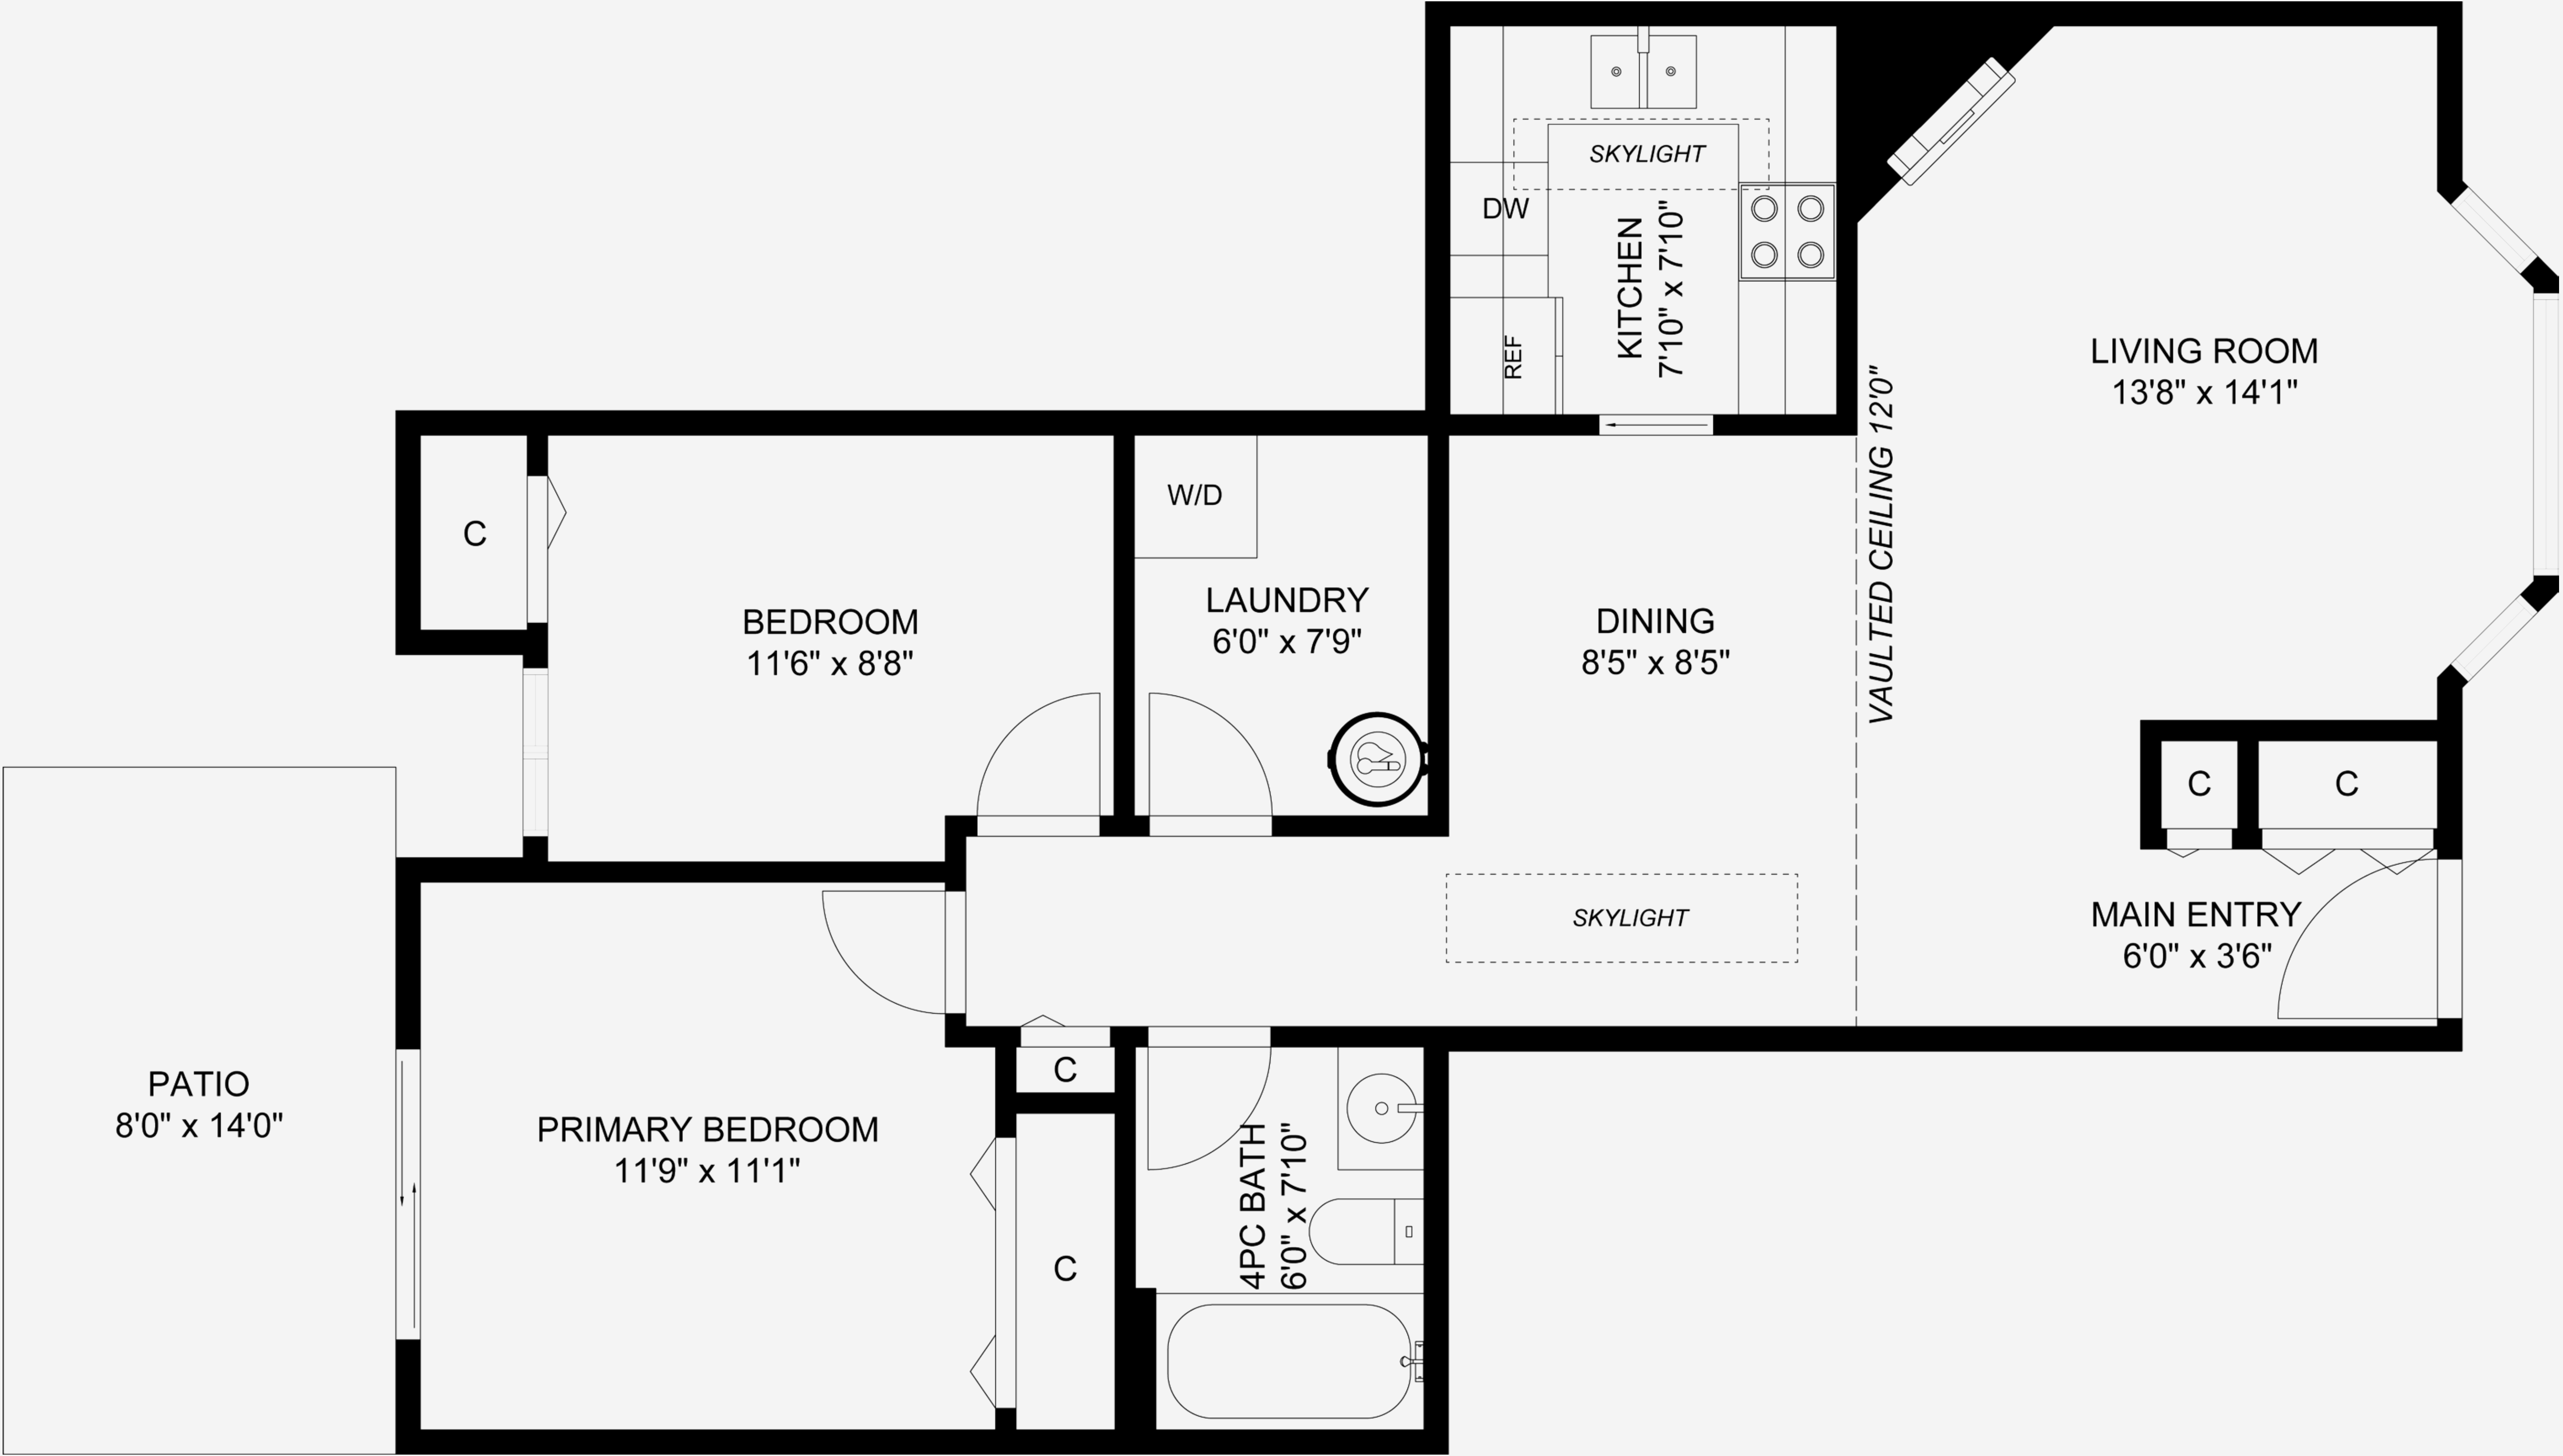 SKYLIGHT
DW
KITCHEN
7'10" x 7'10"
REF
LIVING ROOM
13'8" x 14'1"
VAULTED CEILING 12'0"
C
W/D
BEDROOM
11'6" x 8'8"
LAUNDRY
6'0" x 7'9"
DINING
8'5" x 8'5"
C
C
SKYLIGHT
MAIN ENTRY
6'0" x 3'6"
PATIO
8'0" x 14'0"
PRIMARY BEDROOM
11'9" x 11'1"
C
C
4PC BATH
6'0" x 7'10"